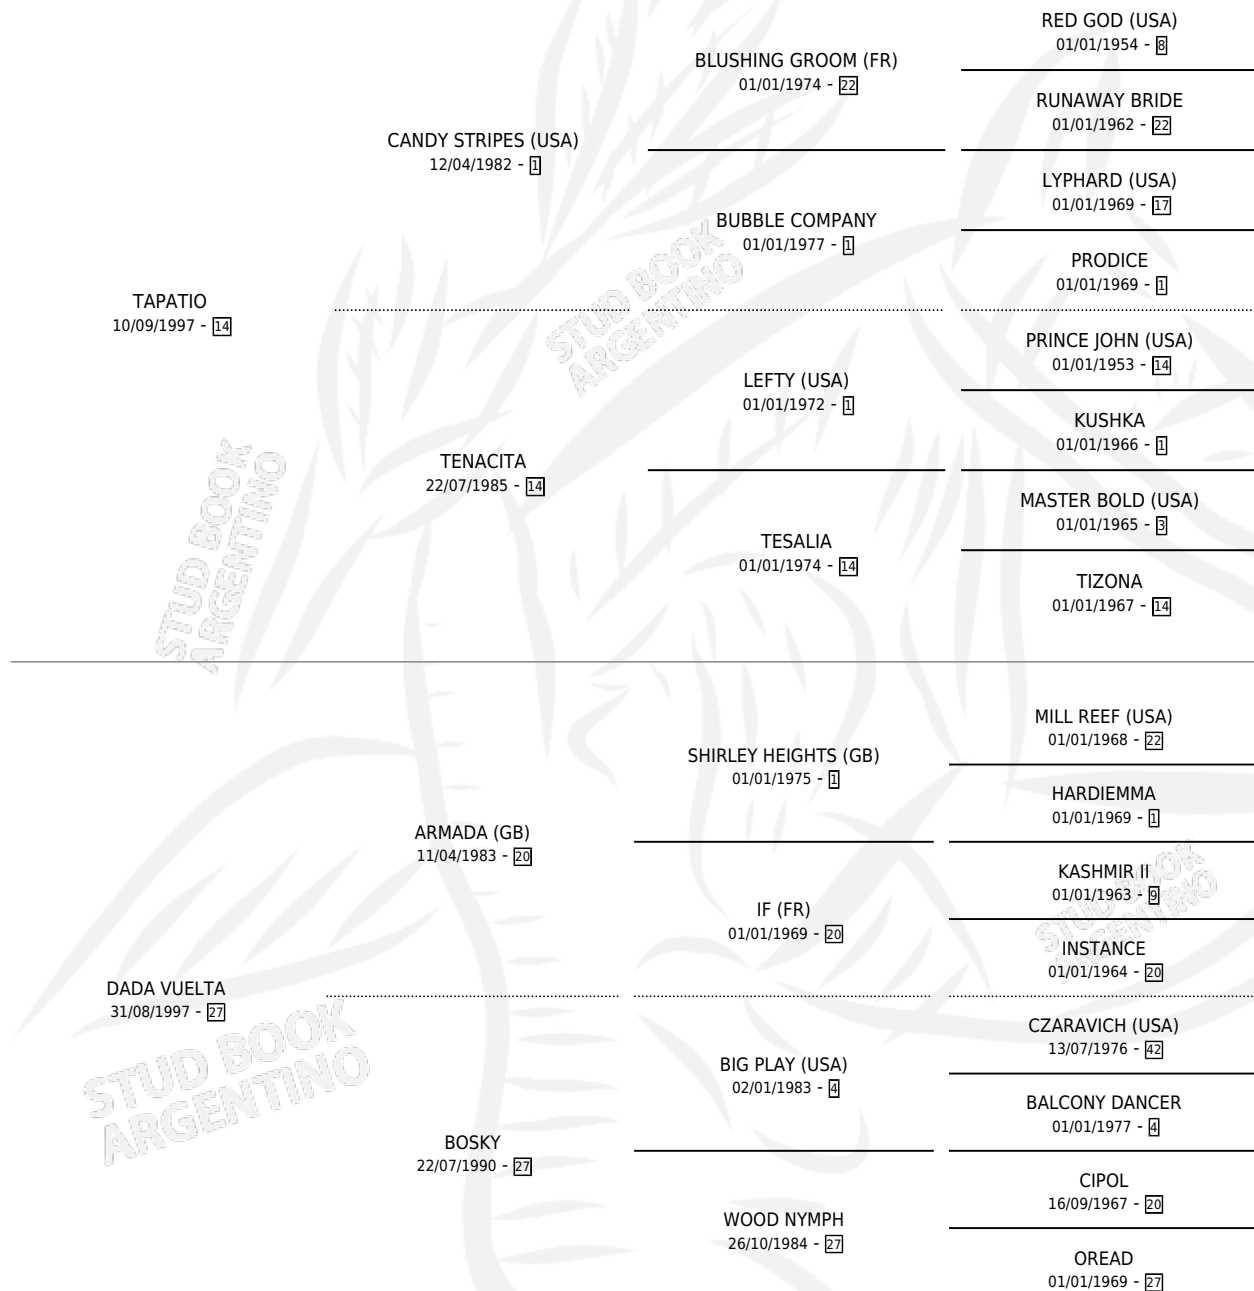 RED GOD (USA)
01/01/1954 - 8
BLUSHING GROOM (FR)
01/01/1974 - 22
RUNAWAY BRIDE
01/01/1962 - 22
CANDY STRIPES (USA)
12/04/1982 - 1
LYPHARD (USA)
01/01/1969 - 17
BUBBLE COMPANY
01/01/1977 - 1
PRODICE
01/01/1969 - 1
TAPATIO
10/09/1997 - 14
PRINCE JOHN (USA)
01/01/1953 - 14
LEFTY (USA)
01/01/1972 - 1
KUSHKA
01/01/1966 - 1
TENACITA
22/07/1985 - 14
MASTER BOLD (USA)
01/01/1965 - 3
TESALIA
01/01/1974 - 14
TIZONA
01/01/1967 - 14
MILL REEF (USA)
01/01/1968 - 22
SHIRLEY HEIGHTS (GB)
01/01/1975 - 1
HARDIEMMA
01/01/1969 - 1
ARMADA (GB)
11/04/1983 - 20
KASHMIR II
01/01/1963 - 9
IF (FR)
01/01/1969 - 20
INSTANCE
01/01/1964 - 20
DADA VUELTA
31/08/1997 - 27
CZARAVICH (USA)
13/07/1976 - 42
BIG PLAY (USA)
02/01/1983 - 4
BALCONY DANCER
01/01/1977 - 4
BOSKY
22/07/1990 - 27
CIPOL
16/09/1967 - 20
WOOD NYMPH
26/10/1984 - 27
OREAD
01/01/1969 - 27
STUD BOOK
ARGENTINO
STUD BOOK
ARGENTINO
STUD BOOK
ARGENTINO
STUD BOOK
ARGENTINO